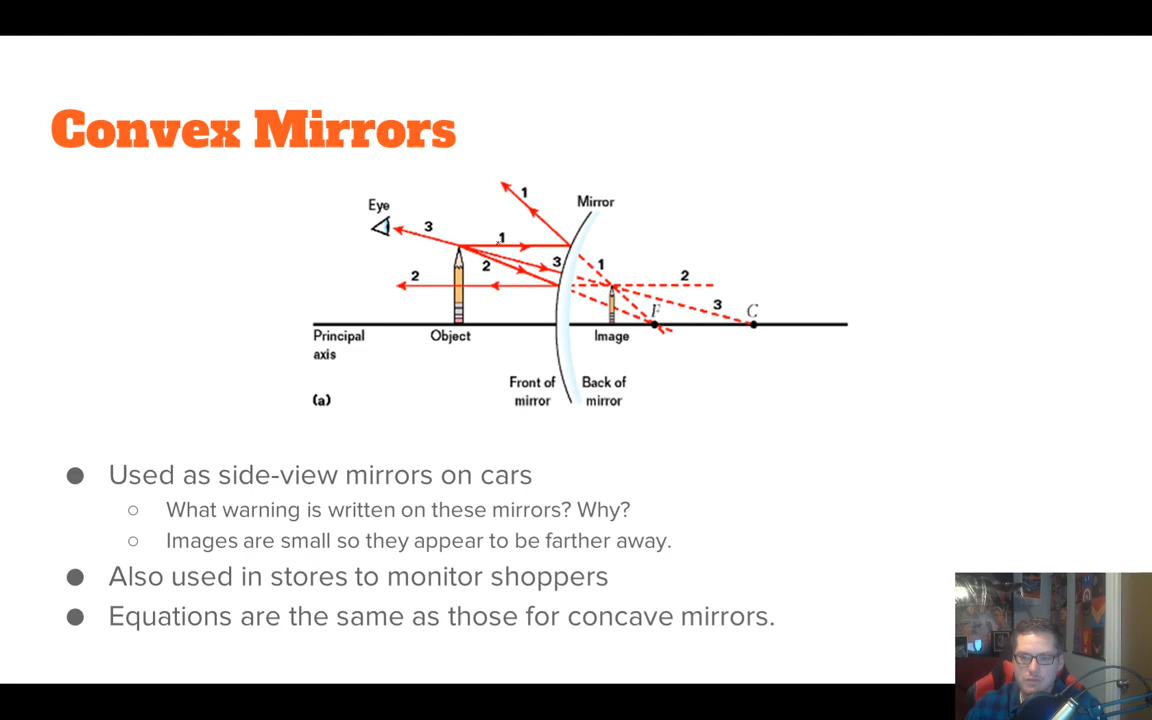 Convex Mirrors
1
Mirror
Eye
3
1
3
1
2
2
2
3
F
C
Principal
axis
Object
Image
Front of
mirror
Back of
mirror
(a)
● Used as side-view mirrors on cars
○ What warning is written on these mirrors? Why?
○ Images are small so they appear to be farther away.
● Also used in stores to monitor shoppers
● Equations are the same as those for concave mirrors.